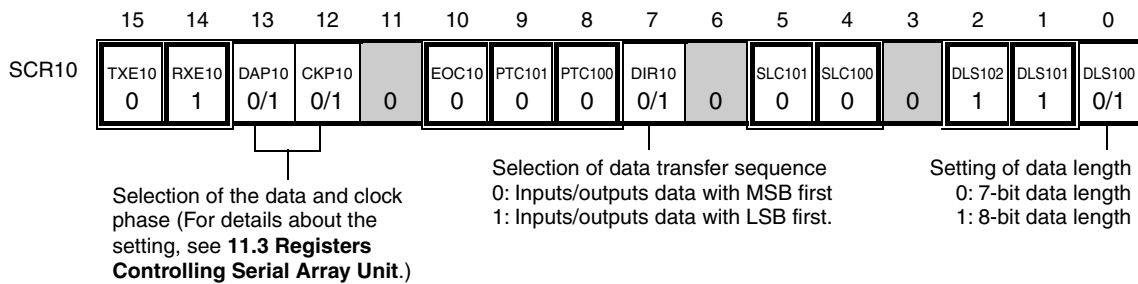 15 14 13 12 11 10 9 8 7 6 5 4 3 2 1 0
SCR10 TXE10 RXE10 DAP10 CKP10 EOC10 PTC101 PTC100 DIR10 SLC101 SLC100 DLS102 DLS101 DLS100
0 1 0/1 0/1 0 0 0 0 0/1 0 0 0 0 1 1 0/1
Selection of the data and clock
phase (For details about the
setting, see 11.3 Registers
Controlling Serial Array Unit.)
Selection of data transfer sequence
0: Inputs/outputs data with MSB first
1: Inputs/outputs data with LSB first.
Setting of data length
0: 7-bit data length
1: 8-bit data length